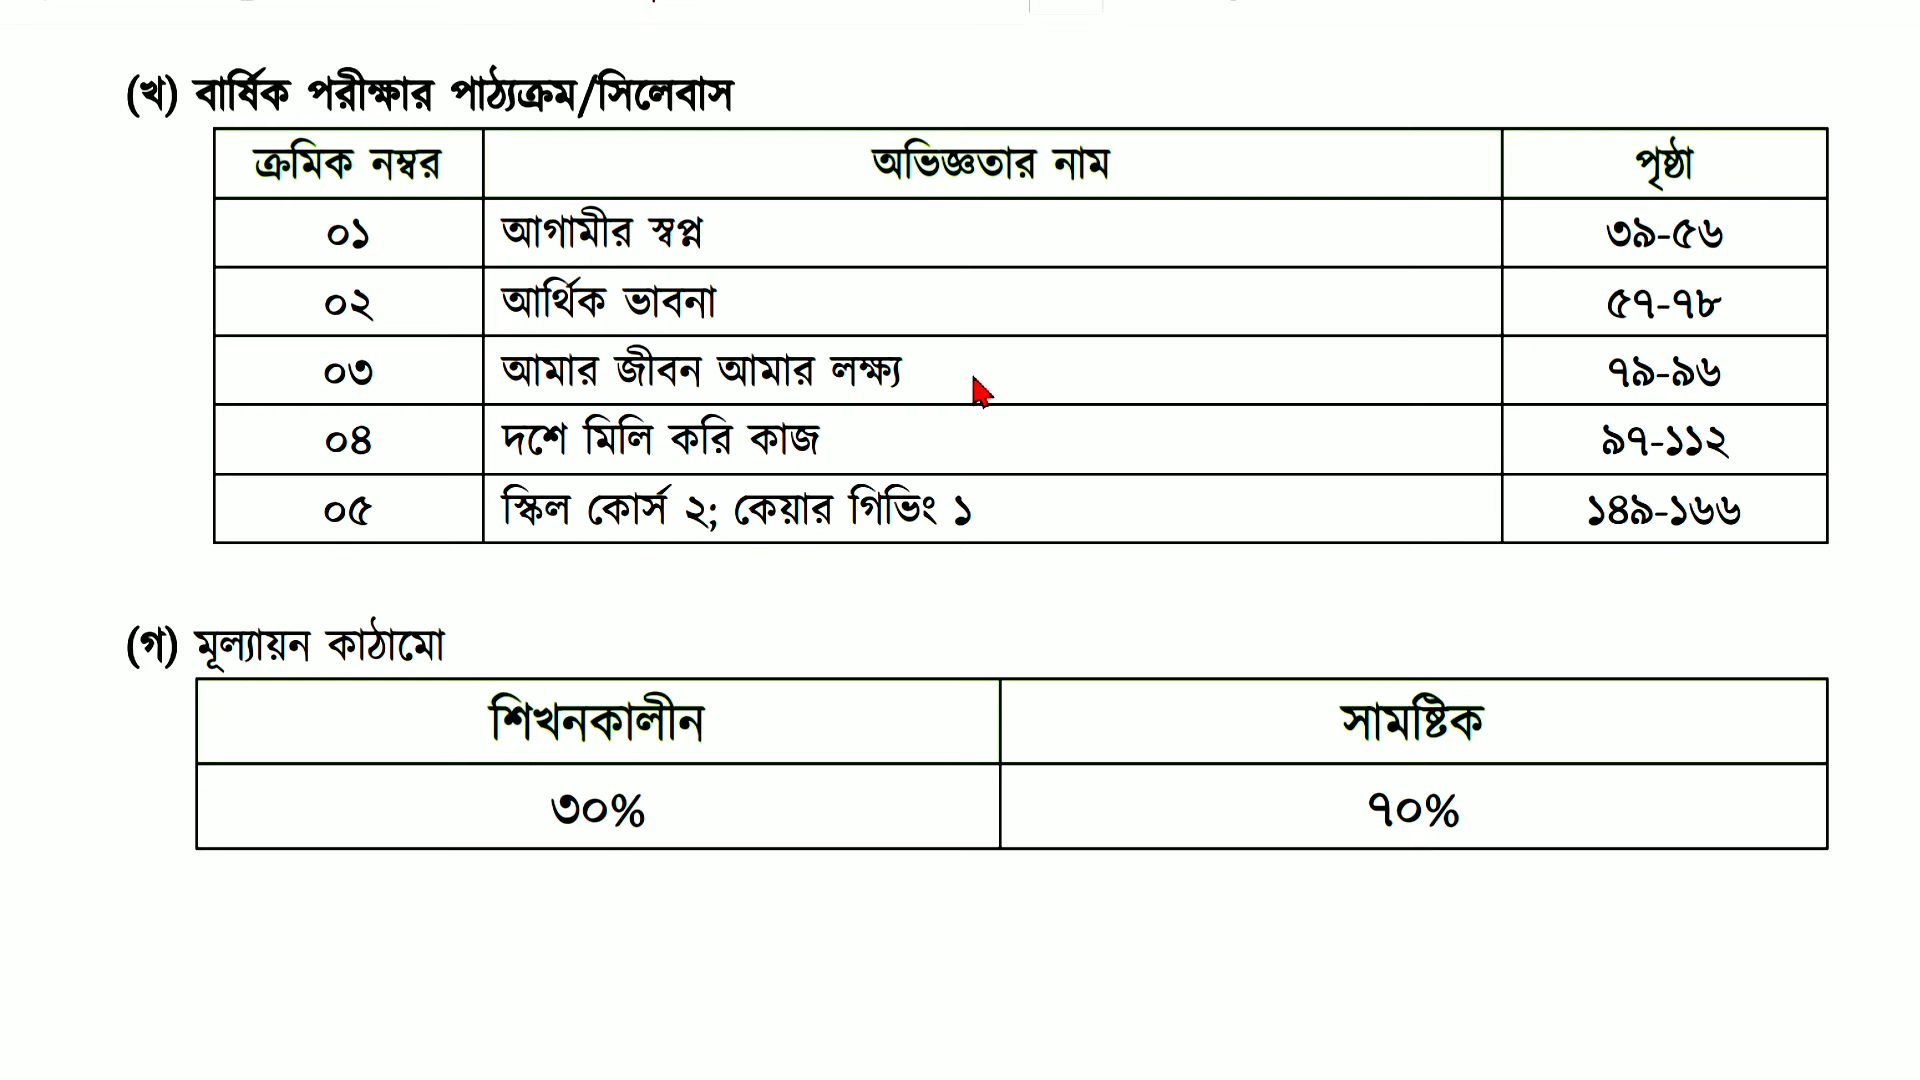 (খ) বার্ষিক পরীক্ষার পাঠ্যক্রম/সিলেবাস
ক্রমিক নম্বর অভিজ্ঞতার নাম পৃষ্ঠা
০১ আগামীর স্বপ্ন ৩৯-৫৬
০২ আর্থিক ভাবনা ৫৭-৭৮
০৩ আমার জীবন আমার লক্ষ্য ৭৯-৯৬
০৪ দশে মিলি করি কাজ ৯৭-১১২
০৫ স্কিল কোর্স ২; কেয়ার গিভিং ১ ১৪৯-১৬৬
(গ) মূল্যায়ন কাঠামো
শিখনকালীন সামষ্টিক
৩০% ৭০%